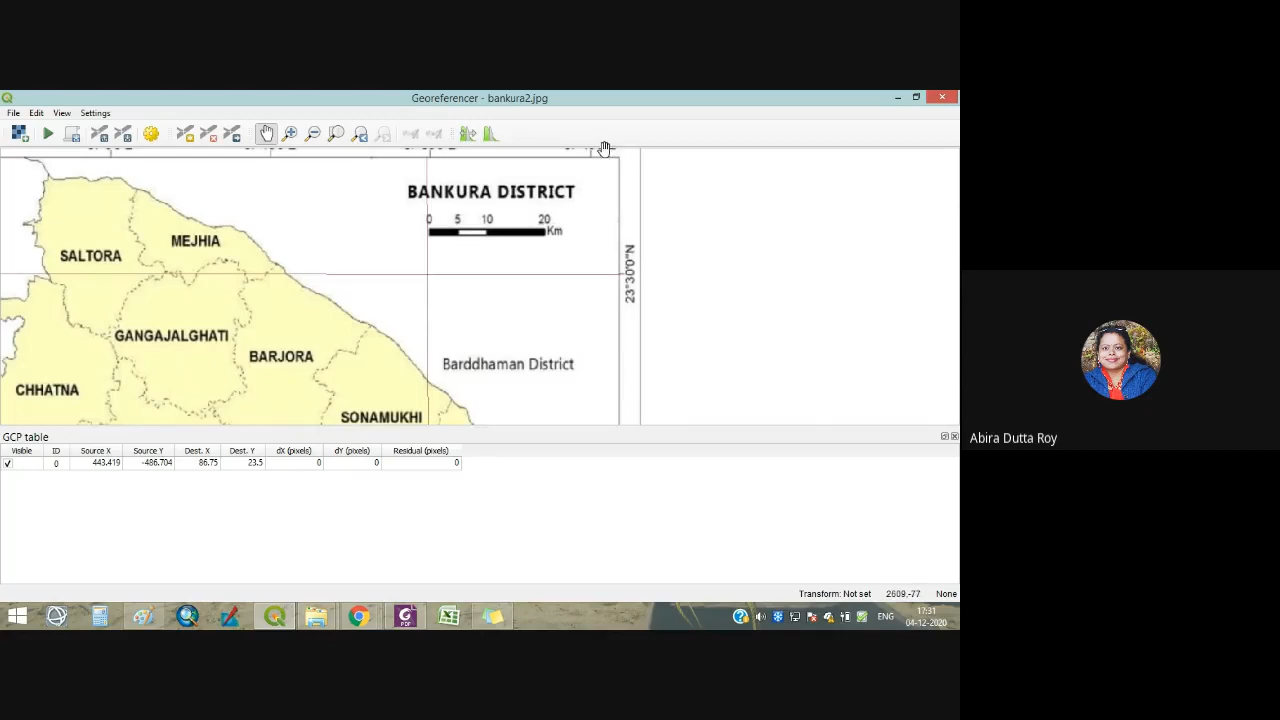 Georeferencer - bankura2.jpg
File Edit View Settings
BANKURA DISTRICT
0 5 10 20
Km
MEJHIA
SALTORA
23°30'0"N
GANGAJALGHATI
BARJORA
Barddhaman District
CHHATNA
SONAMUKHI
GCP table
Visible ID Source X Source Y Dest. X Dest. Y dX (pixels) dY (pixels) Residual (pixels)
0 443.419 -486.704 86.75 23.5 0 0 0
Abira Dutta Roy
Transform: Not set 2609,-77 None
PDF
ENG
17:31
04-12-2020